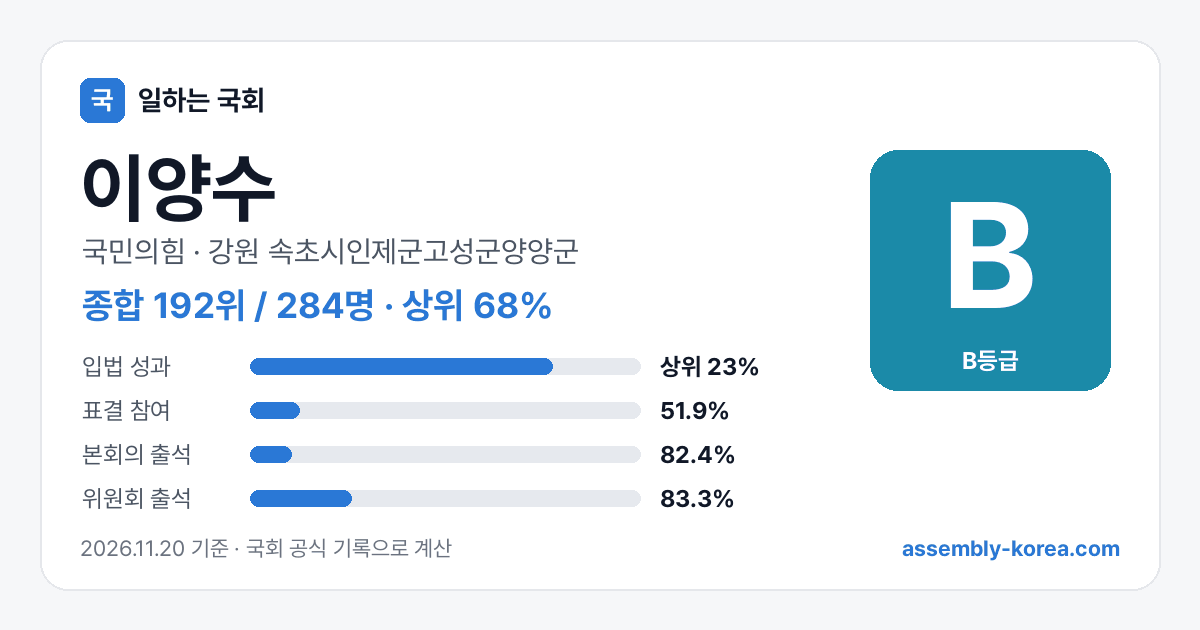 국 일하는 국회
이양수
국민의힘 · 강원 속초시인제군고성군양양군
종합 192위 / 284명 · 상위 68%
B
B등급
입법 성과 상위 23%
표결 참여 51.9%
본회의 출석 82.4%
위원회 출석 83.3%
2026.11.20 기준 · 국회 공식 기록으로 계산
assembly-korea.com